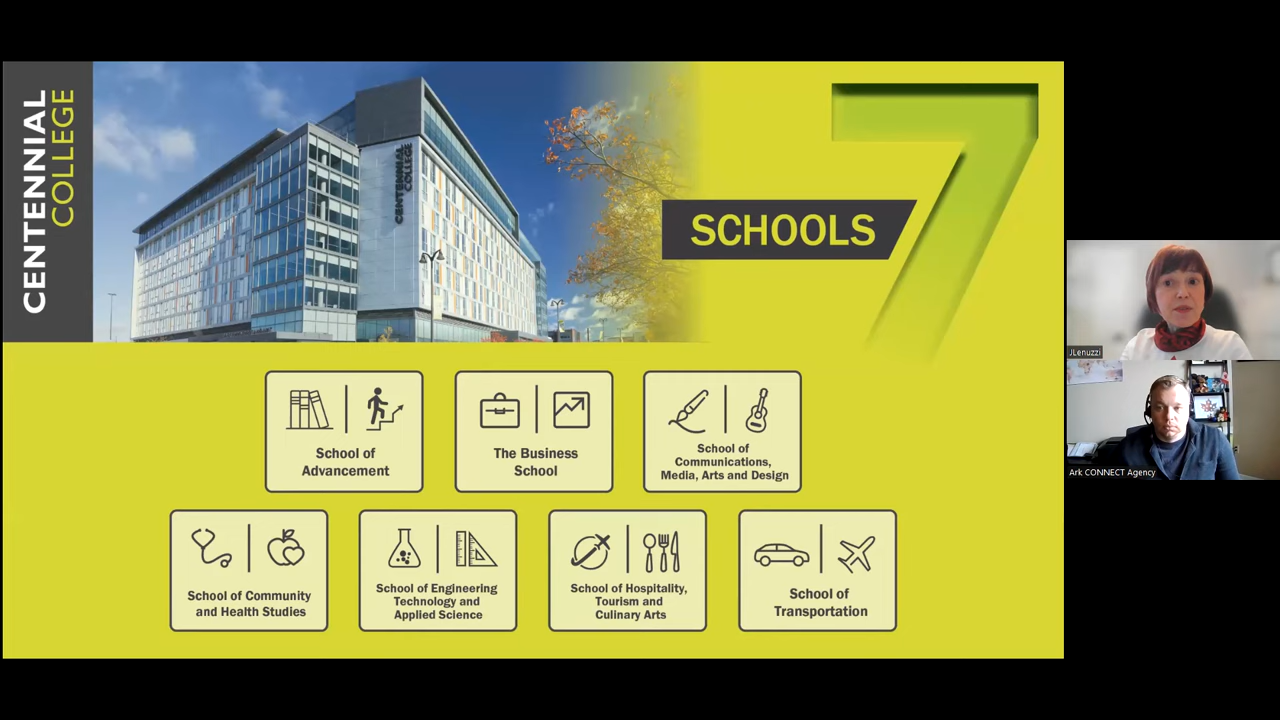 CENTENNIAL
COLLEGE
CENTENNIAL
COLLEGE
7
SCHOOLS
School of
Advancement
The Business
School
School of
Communications,
Media, Arts and Design
School of Community
and Health Studies
School of Engineering
Technology and
Applied Science
School of Hospitality,
Tourism and
Culinary Arts
School of
Transportation
JLenuzzi
Ark CONNECT Agency